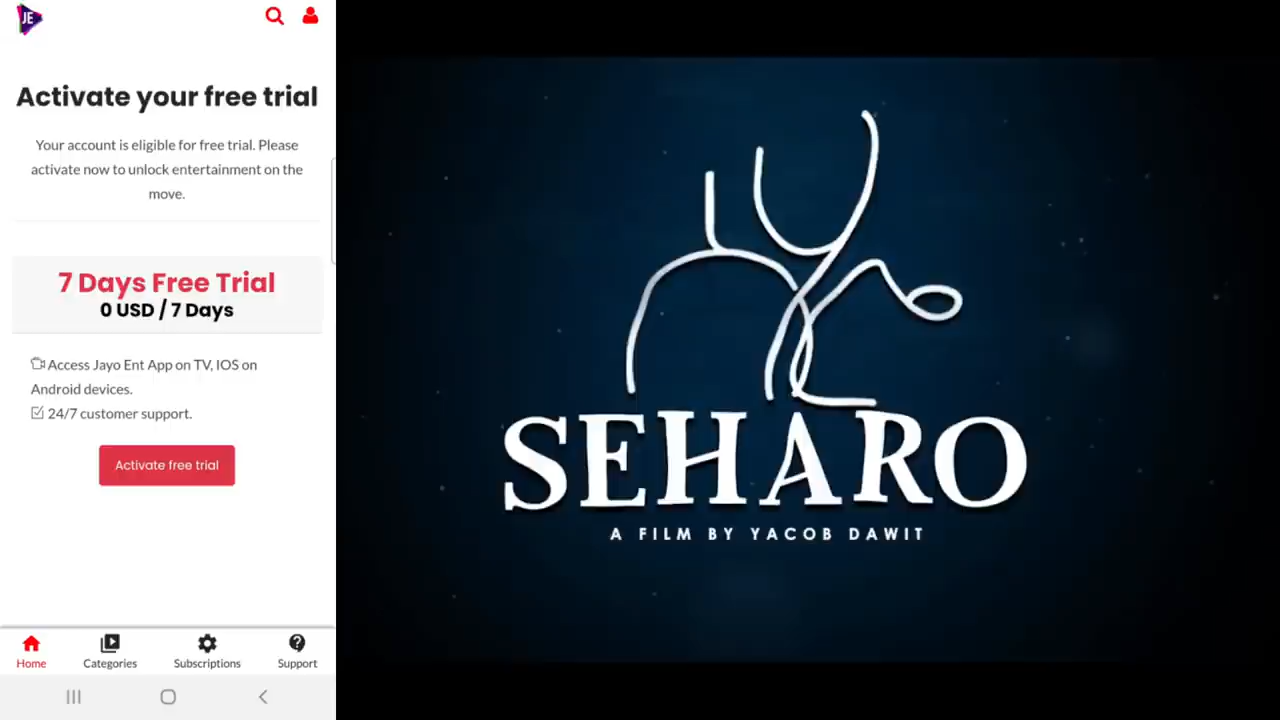 JE
Activate your free trial
Your account is eligible for free trial. Please
activate now to unlock entertainment on the
move.
7 Days Free Trial
0 USD / 7 Days
Access Jayo Ent App on TV, IOS on
Android devices.
24/7 customer support.
Activate free trial
Home
Categories
Subscriptions
Support
SEHARO
A FILM BY YACOB DAWIT